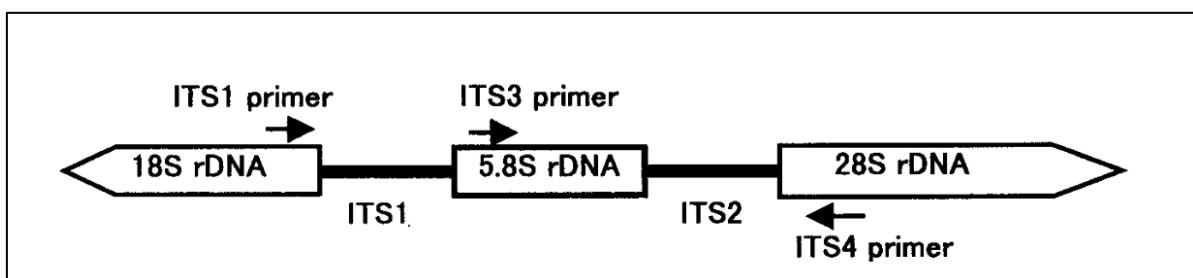 ITS1 primer
ITS3 primer
18S rDNA
5.8S rDNA
28S rDNA
ITS1
ITS2
ITS4 primer